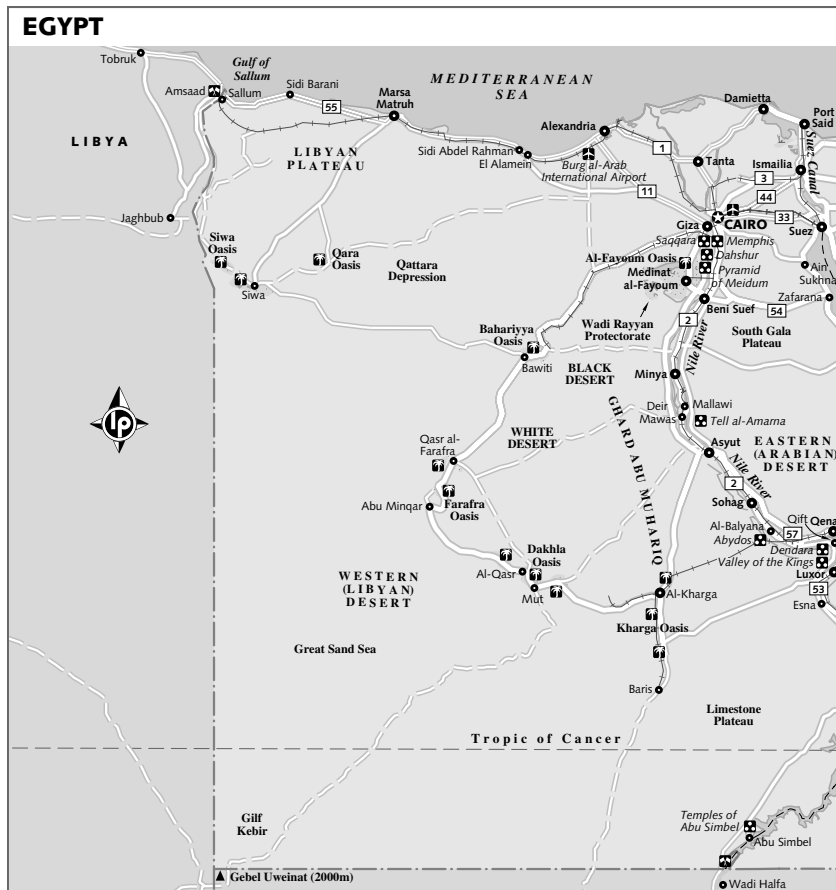 EGYPT
Tobruk
Gulf of
Sallum
Amsaad
Sallum
Sidi Barani
55
Marsa
Matruh
MEDITERRANEAN
SEA
Damietta
Port
Said
Alexandria
LIBYA
LIBYAN
PLATEAU
Sidi Abdel Rahman
El Alamein
Burg al-Arab
International Airport
1
Tanta
Ismailia
Suez Canal
3
44
11
33
Jaghbub
Giza
CAIRO
Suez
Siwa
Oasis
Qara
Oasis
Qattara
Depression
Saqqara
Memphis
Dahshur
Al-Fayoum Oasis
Pyramid
of Meidum
Ain
Sukhna
Siwa
Medinat
al-Fayoum
Zafarana
Beni Suef
54
Wadi Rayyan
Protectorate
2
Nile River
South Gala
Plateau
Bahariyya
Oasis
Bawiti
BLACK
DESERT
Minya
lp
GHARD ABU MUHARIQ
Deir
Mawas
Mallawi
Tell al-Amarna
WHITE
DESERT
Qasr al-
Farafra
Asyut
EASTERN
(ARABIAN)
DESERT
Nile River
2
Abu Minqar
Farafra
Oasis
Sohag
Qift
Qena
Al-Balyana
57
Abydos
Dendara
Valley of the Kings
Luxor
Dakhla
Oasis
Al-Qasr
Mut
WESTERN
(LIBYAN)
DESERT
Al-Kharga
53
Esna
Kharga Oasis
Great Sand Sea
Baris
Limestone
Plateau
Tropic of Cancer
Gilf
Kebir
Temples of
Abu Simbel
Abu Simbel
Gebel Uweinat (2000m)
Wadi Halfa